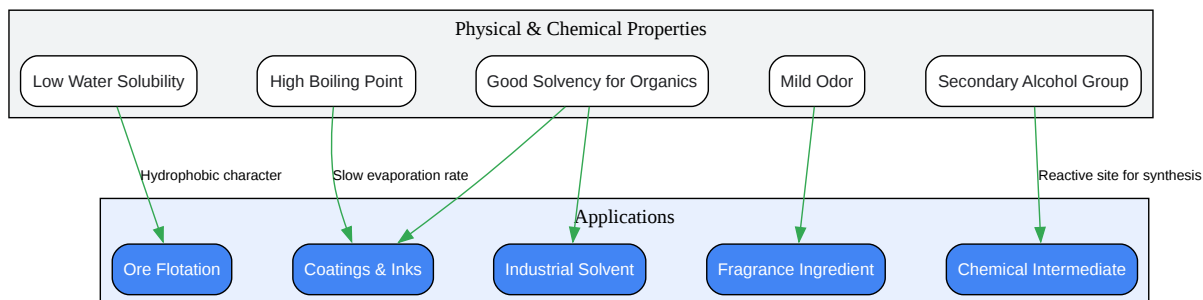 Physical & Chemical Properties
Low Water Solubility
High Boiling Point
Good Solvency for Organics
Mild Odor
Secondary Alcohol Group
Hydrophobic character
Slow evaporation rate
Reactive site for synthesis
Applications
Ore Flotation
Coatings & Inks
Industrial Solvent
Fragrance Ingredient
Chemical Intermediate